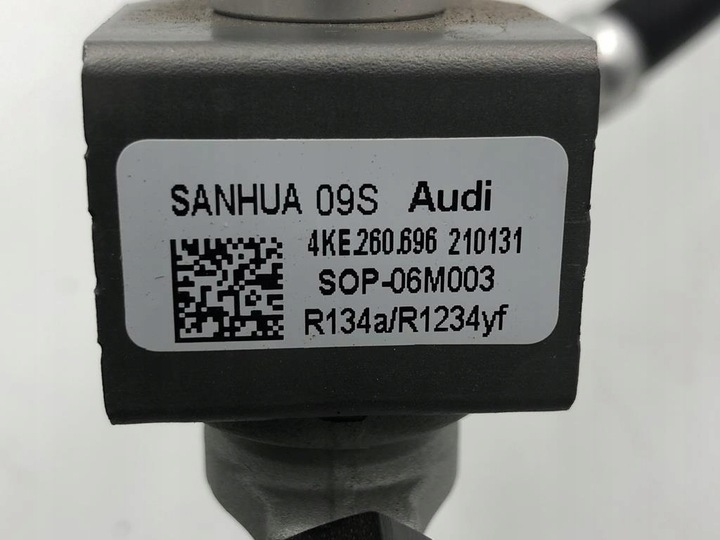 SANHUA 09S Audi
4KE.260.696 210131
SOP-06M003
R134a/R1234yf